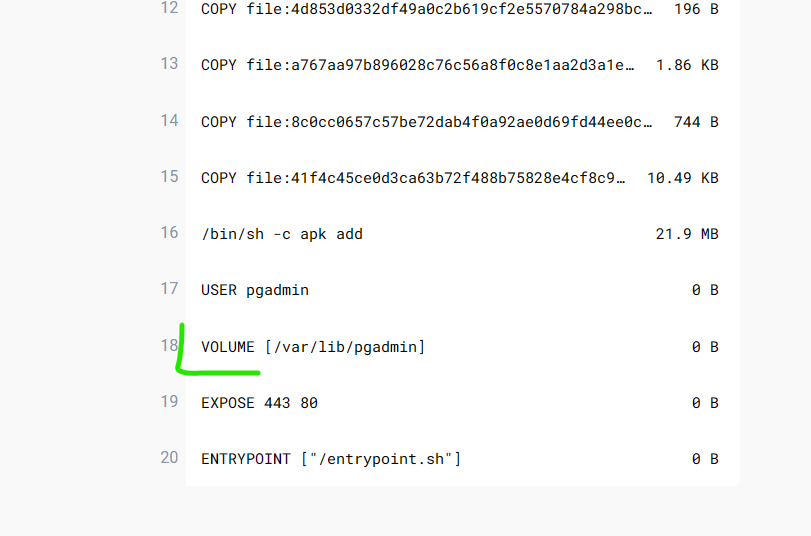 12 COPY file:4d853d0332df49a0c2b619cf2e5570784a298bc… 196 B
13 COPY file:a767aa97b896028c76c56a8f0c8e1aa2d3a1e… 1.86 KB
14 COPY file:8c0cc0657c57be72dab4f0a92ae0d69fd44ee0c… 744 B
15 COPY file:41f4c45ce0d3ca63b72f488b75828e4cf8c9… 10.49 KB
16 /bin/sh -c apk add 21.9 MB
17 USER pgadmin 0 B
18 VOLUME [/var/lib/pgadmin] 0 B
19 EXPOSE 443 80 0 B
20 ENTRYPOINT ["/entrypoint.sh"] 0 B